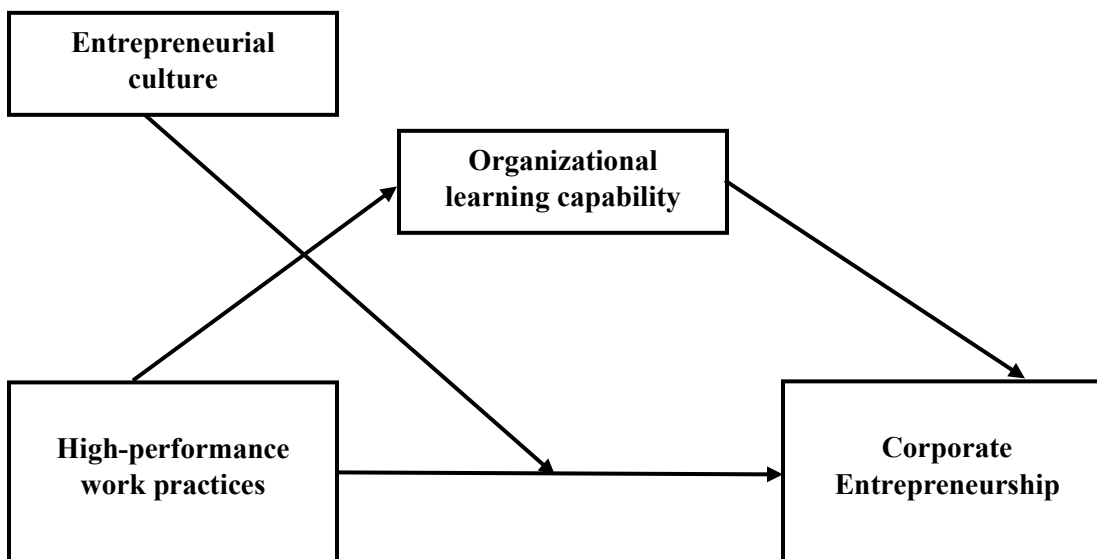 Entrepreneurial
culture
Organizational
learning capability
High-performance
work practices
Corporate
Entrepreneurship